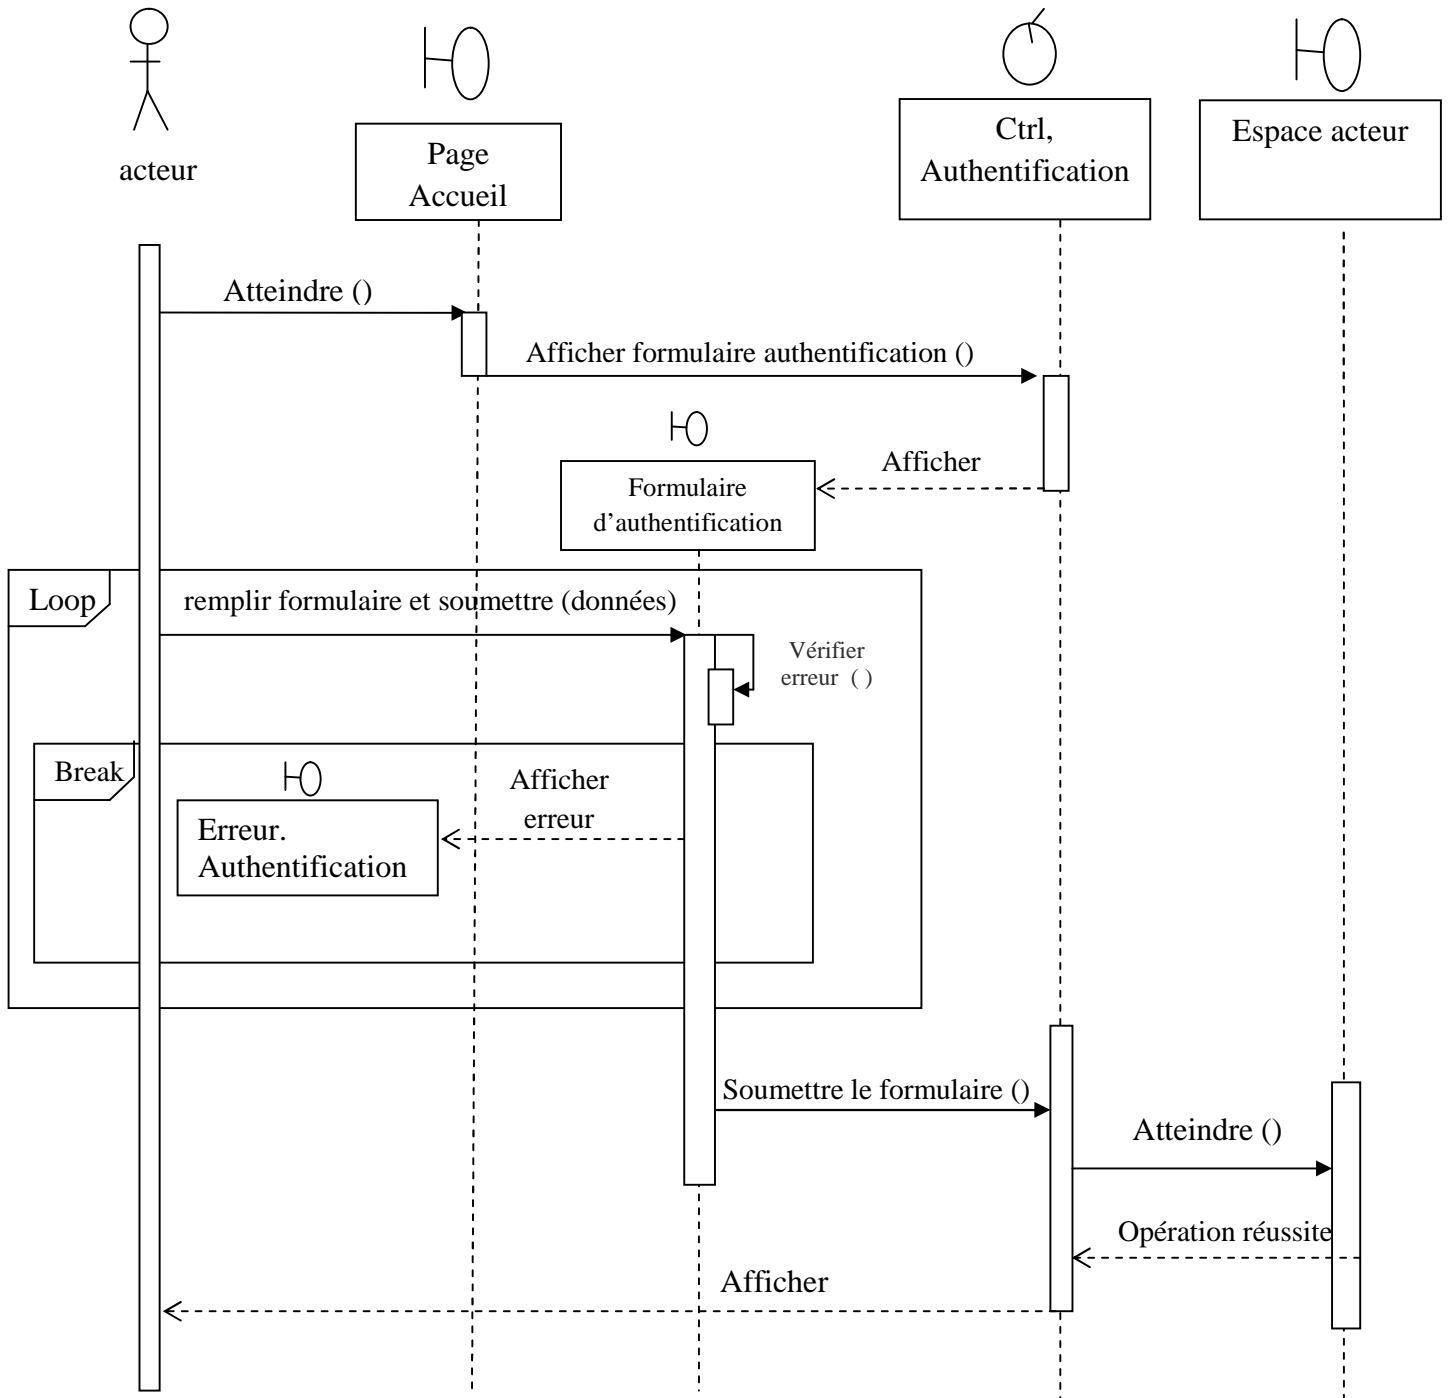 acteur
Page
Accueil
Ctrl,
Authentification
Espace acteur
Atteindre ()
Afficher formulaire authentification ()
Afficher
Formulaire
d’authentification
Loop
remplir formulaire et soumettre (données)
Vérifier
erreur ( )
Break
Afficher
erreur
Erreur.
Authentification
Soumettre le formulaire ()
Atteindre ()
Opération réussite
Afficher